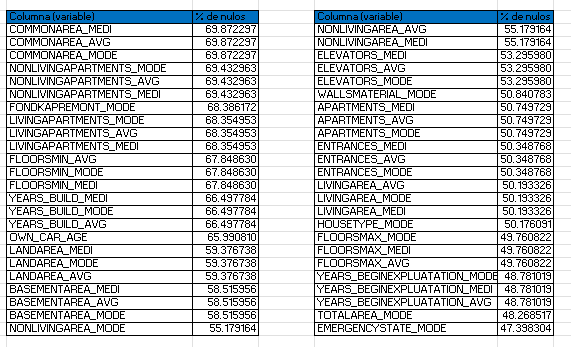 Columna (variable) % de nulos
COMMONAREA_MEDI 69.872297
COMMONAREA_AVG 69.872297
COMMONAREA_MODE 69.872297
NONLIVINGAPARTMENTS_MODE 69.432963
NONLIVINGAPARTMENTS_AVG 69.432963
NONLIVINGAPARTMENTS_MEDI 69.432963
FONDKAPREMONT_MODE 68.386172
LIVINGAPARTMENTS_MODE 68.354953
LIVINGAPARTMENTS_AVG 68.354953
LIVINGAPARTMENTS_MEDI 68.354953
FLOORSMIN_AVG 67.848630
FLOORSMIN_MODE 67.848630
FLOORSMIN_MEDI 67.848630
YEARS_BUILD_MEDI 66.497784
YEARS_BUILD_MODE 66.497784
YEARS_BUILD_AVG 66.497784
OWN_CAR_AGE 65.990810
LANDAREA_MEDI 59.376738
LANDAREA_MODE 59.376738
LANDAREA_AVG 59.376738
BASEMENTAREA_MEDI 58.515956
BASEMENTAREA_AVG 58.515956
BASEMENTAREA_MODE 58.515956
NONLIVINGAREA_MODE 55.179164
Columna (variable) % de nulos
NONLIVINGAREA_AVG 55.179164
NONLIVINGAREA_MEDI 55.179164
ELEVATORS_MEDI 53.295980
ELEVATORS_AVG 53.295980
ELEVATORS_MODE 53.295980
WALLSMATERIAL_MODE 50.840783
APARTMENTS_MEDI 50.749729
APARTMENTS_AVG 50.749729
APARTMENTS_MODE 50.749729
ENTRANCES_MEDI 50.348768
ENTRANCES_AVG 50.348768
ENTRANCES_MODE 50.348768
LIVINGAREA_AVG 50.193326
LIVINGAREA_MODE 50.193326
LIVINGAREA_MEDI 50.193326
HOUSETYPE_MODE 50.176091
FLOORSMAX_MODE 49.760822
FLOORSMAX_MEDI 49.760822
FLOORSMAX_AVG 49.760822
YEARS_BEGINEXPLUATATION_MODE 48.781019
YEARS_BEGINEXPLUATATION_MEDI 48.781019
YEARS_BEGINEXPLUATATION_AVG 48.781019
TOTALAREA_MODE 48.268517
EMERGENCYSTATE_MODE 47.398304